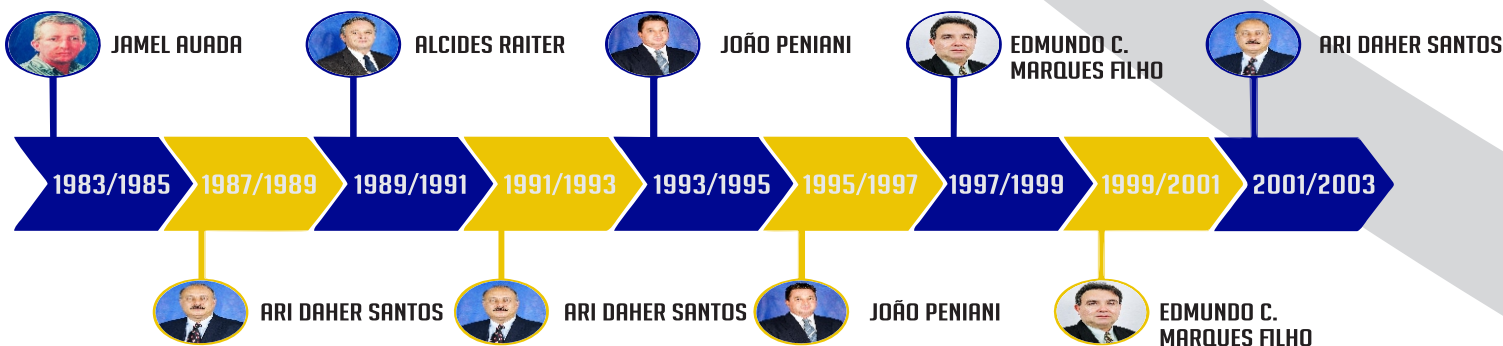 JAMEL AUADA
ALCIDES RAITER
JOÃO PENIANI
EDMUNDO C.
MARQUES FILHO
ARI DAHER SANTOS
1983/1985
1987/1989
1989/1991
1991/1993
1993/1995
1995/1997
1997/1999
1999/2001
2001/2003
ARI DAHER SANTOS
ARI DAHER SANTOS
JOÃO PENIANI
EDMUNDO C.
MARQUES FILHO